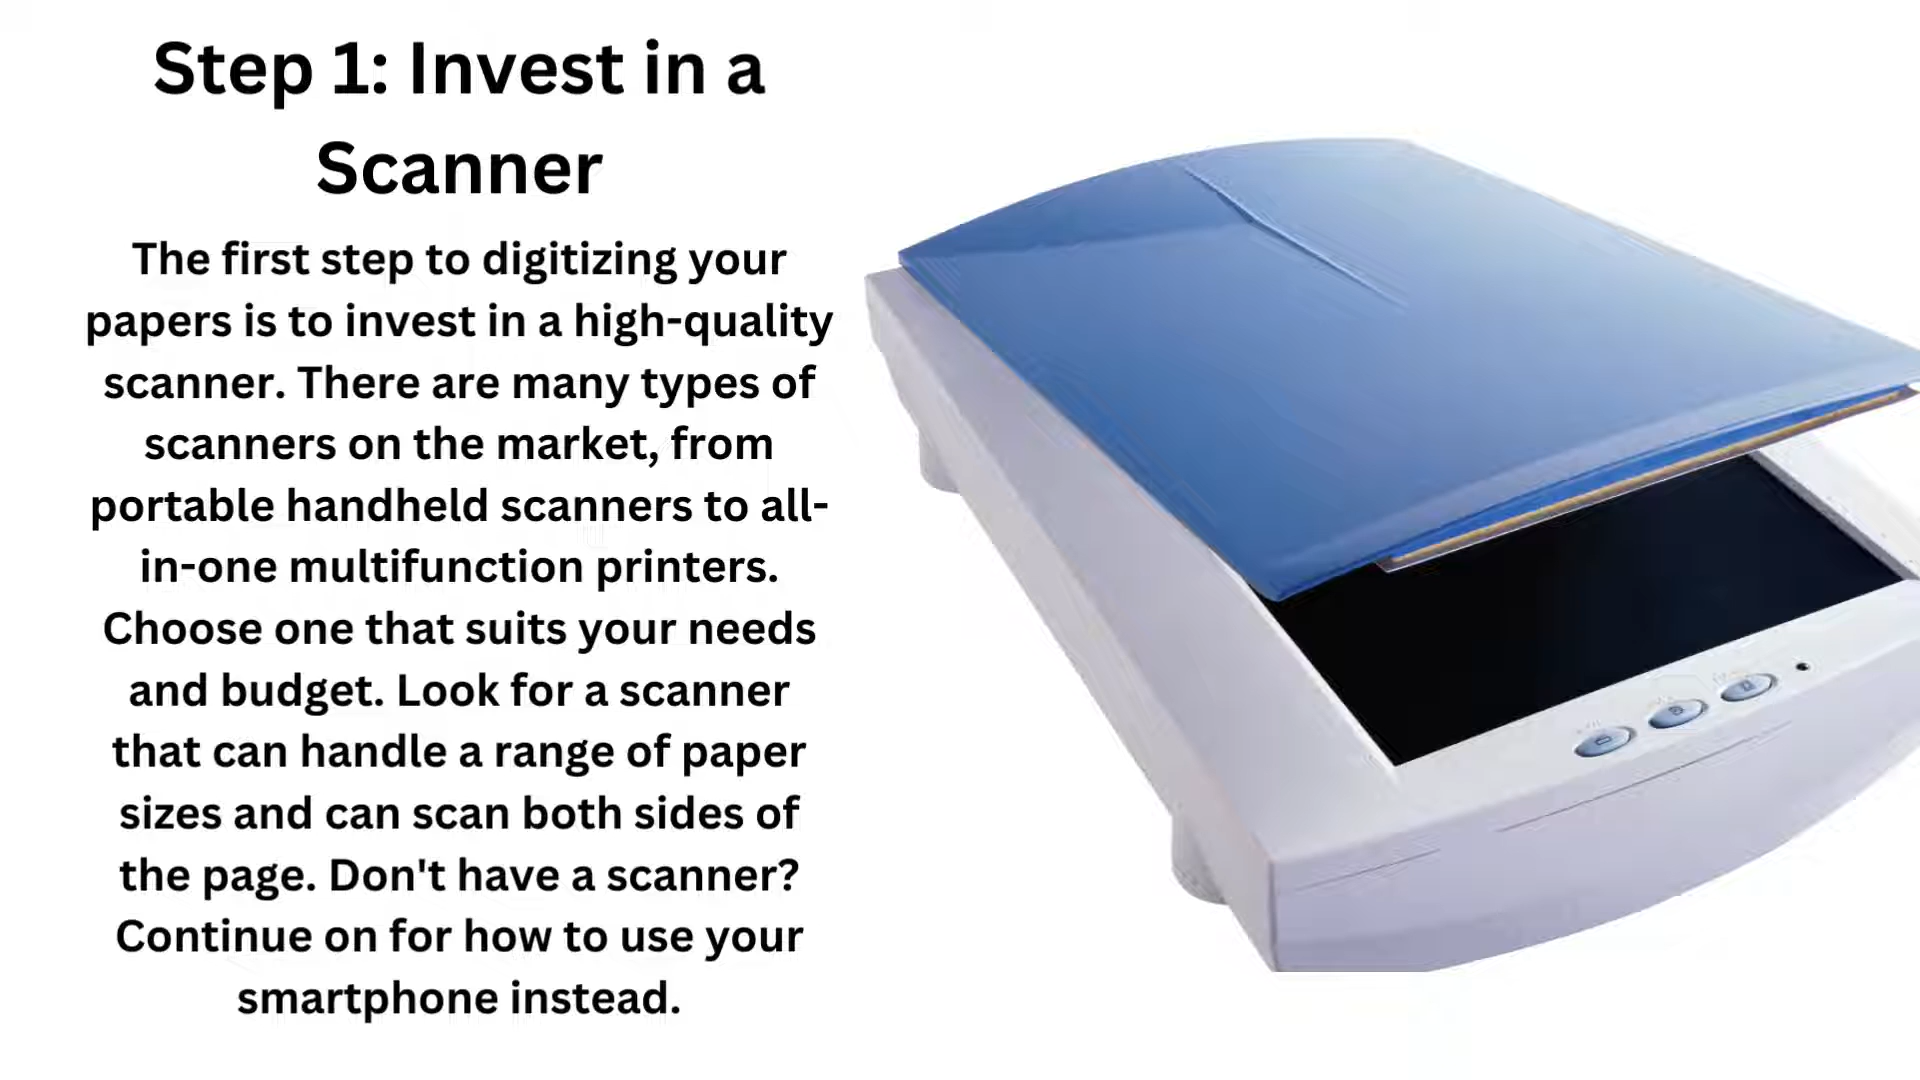 Step 1: Invest in a
Scanner
The first step to digitizing your
papers is to invest in a high-quality
scanner. There are many types of
scanners on the market, from
portable handheld scanners to all-
in-one multifunction printers.
Choose one that suits your needs
and budget. Look for a scanner
that can handle a range of paper
sizes and can scan both sides of
the page. Don't have a scanner?
Continue on for how to use your
smartphone instead.